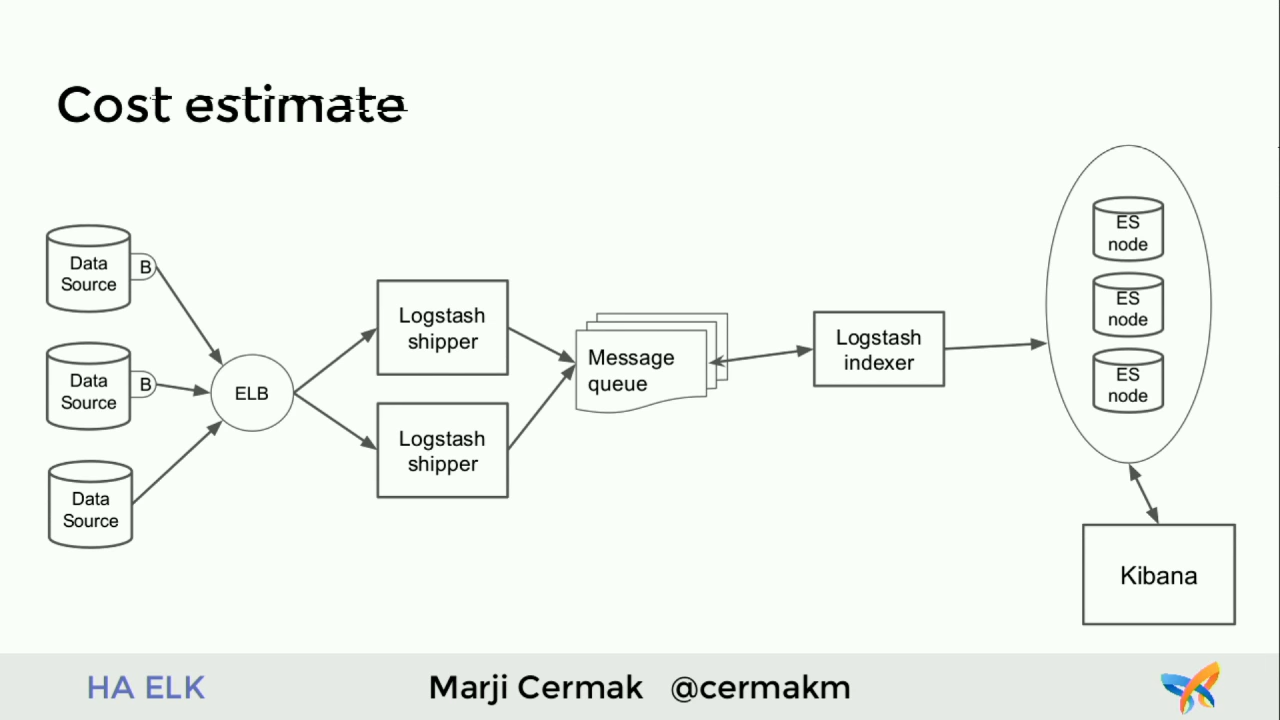 Cost estimate
Data
Source
B
Data
Source
B
Data
Source
ELB
Logstash
shipper
Logstash
shipper
Message
queue
Logstash
indexer
ES
node
ES
node
ES
node
Kibana
HA ELK
Marji Cermak @cermakm